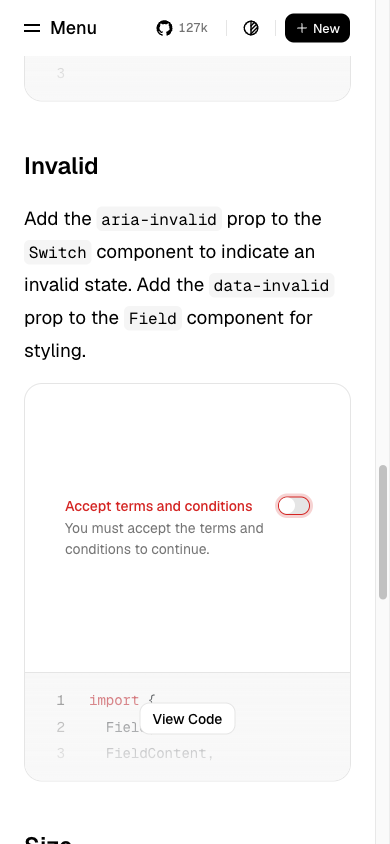 Menu 127k + New
3
Invalid
Add the aria-invalid prop to the
Switch component to indicate an
invalid state. Add the data-invalid
prop to the Field component for
styling.
Accept terms and conditions
You must accept the terms and
conditions to continue.
1 import {
2 Fiel
View Code
3 FieldContent,
Size